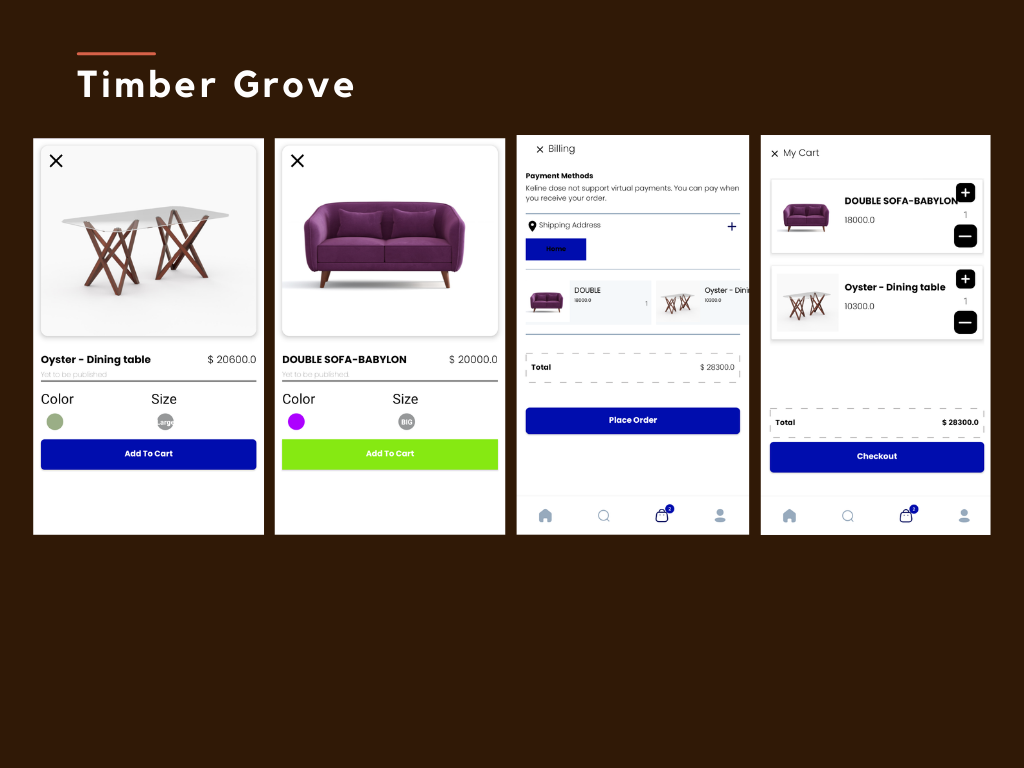 Timber Grove
Oyster - Dining table $ 20600.0
Yet to be published
Color Size
Large
Add To Cart
DOUBLE SOFA-BABYLON $ 20000.0
Yet to be published.
Color Size
BIG
Add To Cart
Billing
Payment Methods
Keline dose not support virtual payments. You can pay when
you receive your order.
Shipping Address
Home
DOUBLE
18000.0
1
Oyster - Dini
10300.0
Total $ 28300.0
Place Order
2
My Cart
DOUBLE SOFA-BABYLON
18000.0
1
Oyster - Dining table
10300.0
1
Total $ 28300.0
Checkout
2